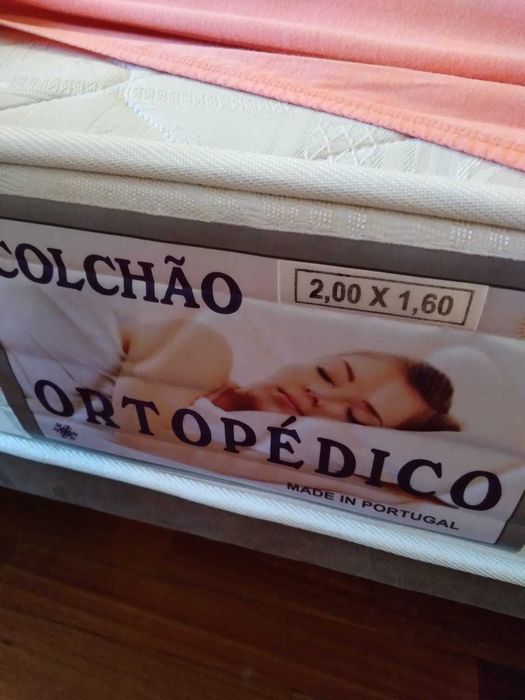 COLCHÃO
2,00 X 1,60
ORTOPÉDICO
MADE IN PORTUGAL